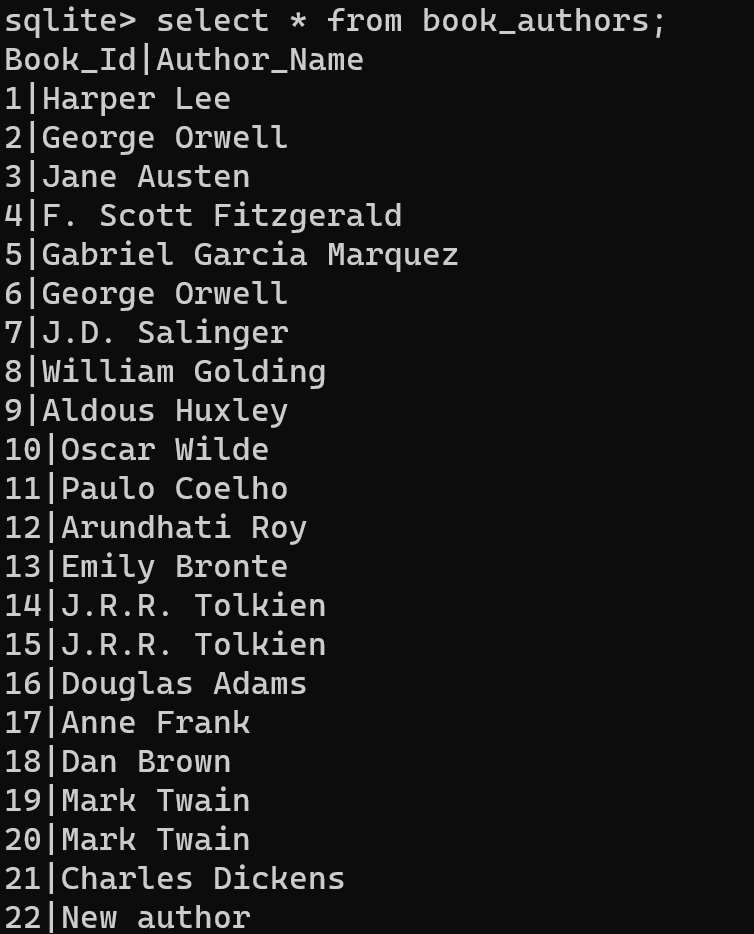 sqlite> select * from book_authors;
Book_Id|Author_Name
1|Harper Lee
2|George Orwell
3|Jane Austen
4|F. Scott Fitzgerald
5|Gabriel Garcia Marquez
6|George Orwell
7|J.D. Salinger
8|William Golding
9|Aldous Huxley
10|Oscar Wilde
11|Paulo Coelho
12|Arundhati Roy
13|Emily Bronte
14|J.R.R. Tolkien
15|J.R.R. Tolkien
16|Douglas Adams
17|Anne Frank
18|Dan Brown
19|Mark Twain
20|Mark Twain
21|Charles Dickens
22|New author